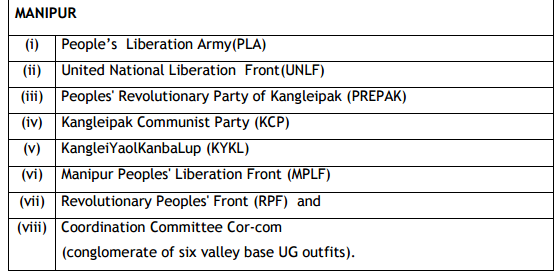 MANIPUR
(i) People’s Liberation Army(PLA)
(ii) United National Liberation Front(UNLF)
(iii) Peoples' Revolutionary Party of Kangleipak (PREPAK)
(iv) Kangleipak Communist Party (KCP)
(v) KangleiYaolKanbaLup (KYKL)
(vi) Manipur Peoples' Liberation Front (MPLF)
(vii) Revolutionary Peoples' Front (RPF) and
(viii) Coordination Committee Cor-com
(conglomerate of six valley base UG outfits).